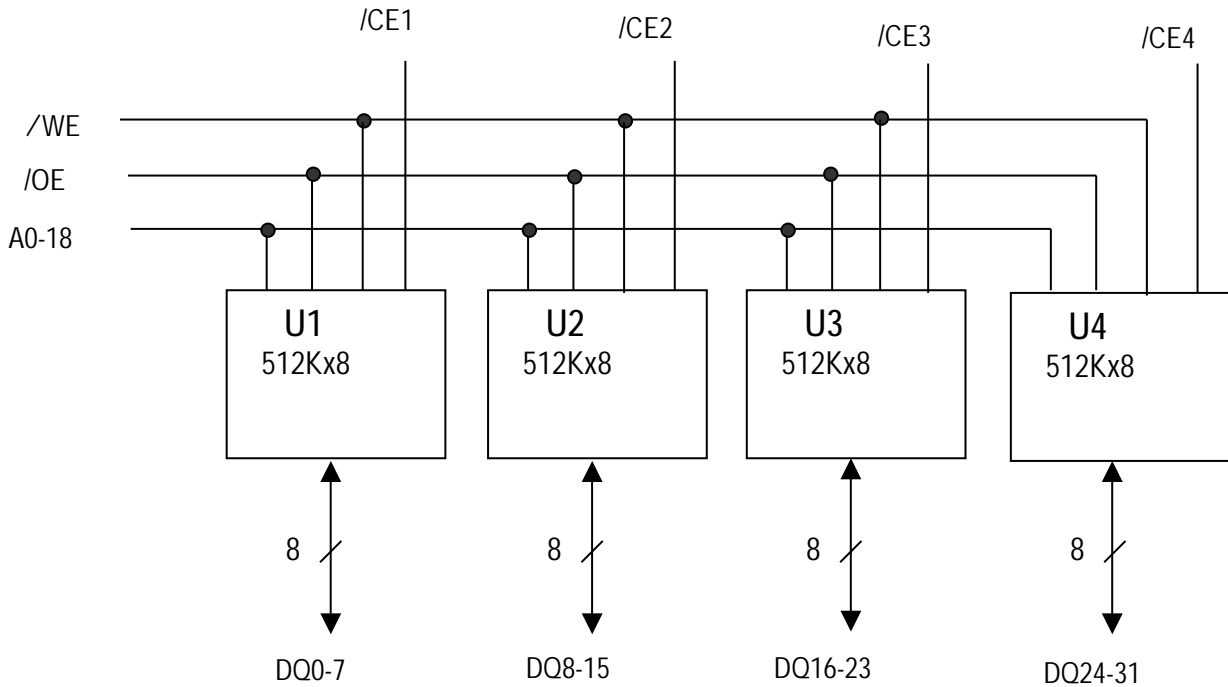 /CE1
/CE2
/CE3
/CE4
/WE
/OE
A0-18
U1
512Kx8
U2
512Kx8
U3
512Kx8
U4
512Kx8
8
8
8
8
DQ0-7
DQ8-15
DQ16-23
DQ24-31